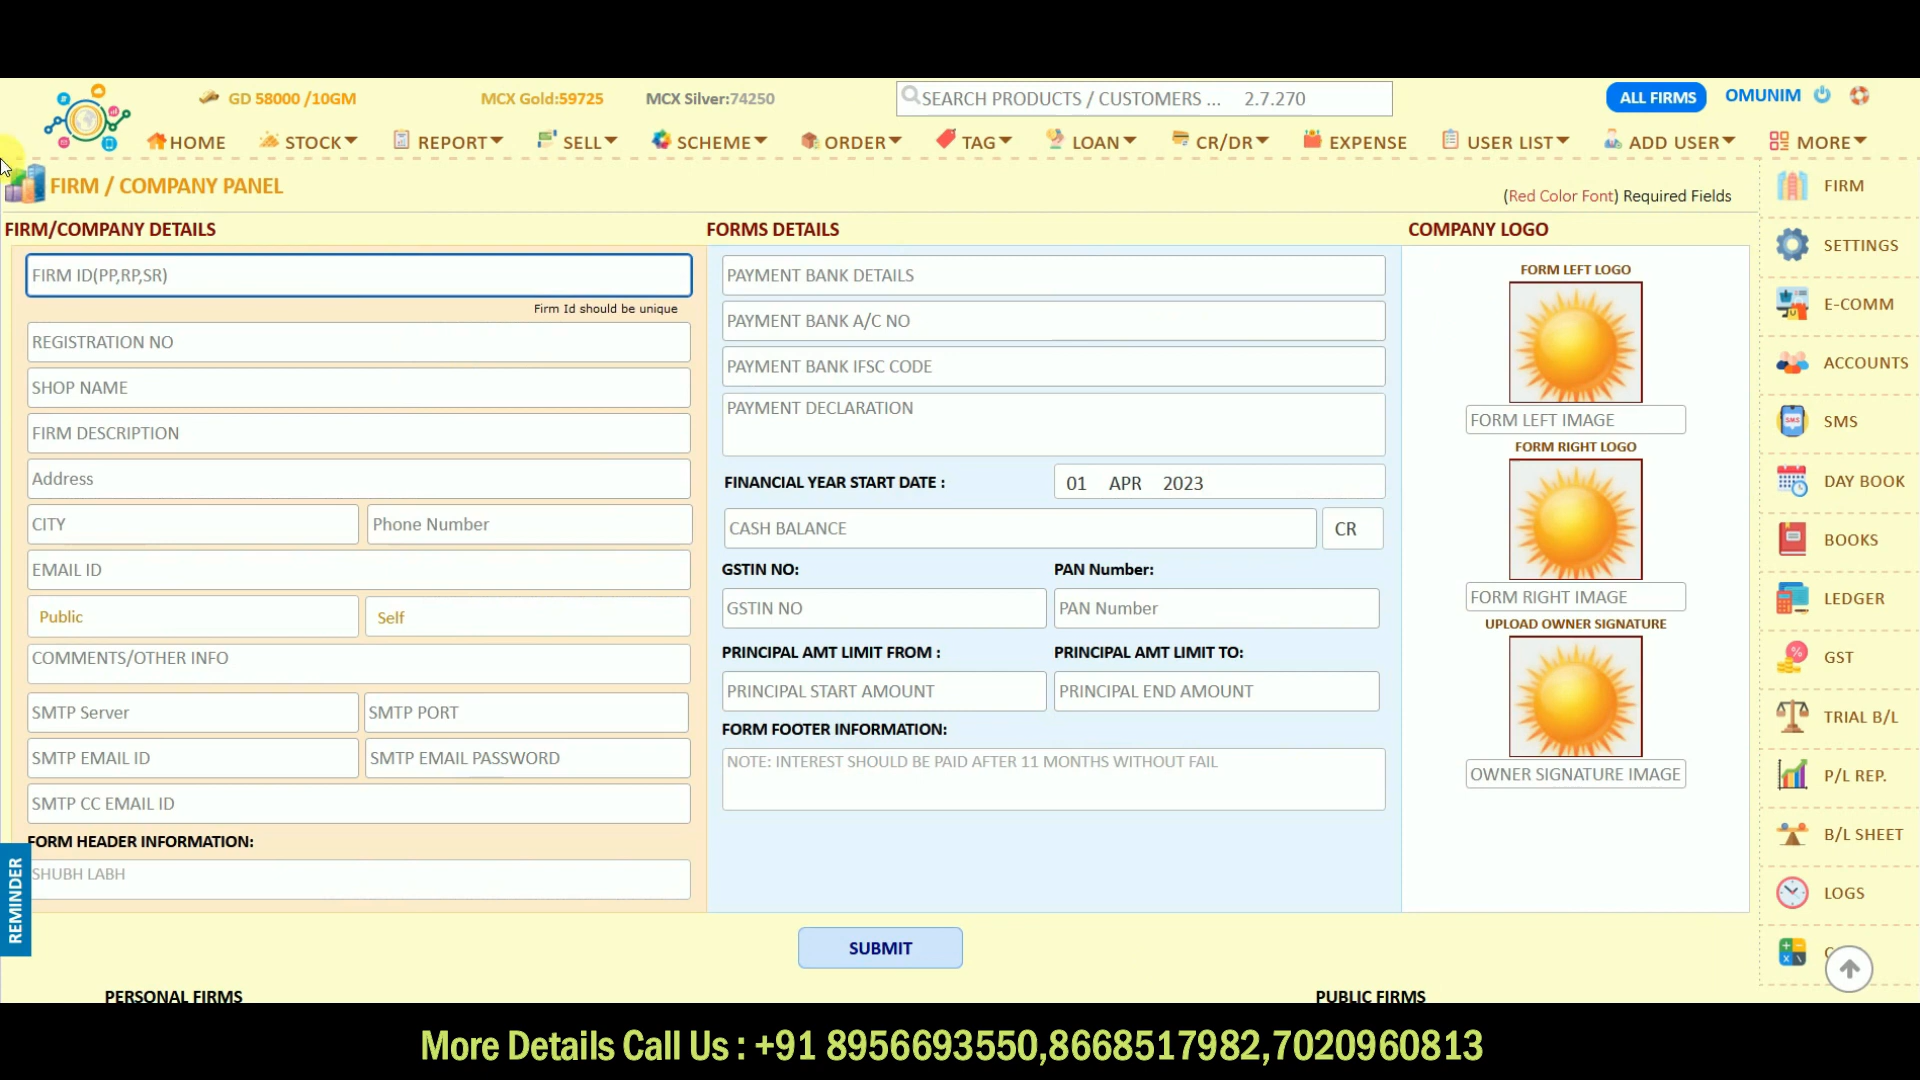 GD 58000 /10GM MCX Gold:59725 MCX Silver:74250 SEARCH PRODUCTS / CUSTOMERS ... 2.7.270 ALL FIRMS OMUNIM
HOME STOCK REPORT SELL SCHEME ORDER TAG LOAN CR/DR EXPENSE USER LIST ADD USER MORE
FIRM / COMPANY PANEL
(Red Color Font) Required Fields
FIRM/COMPANY DETAILS
FIRM ID(PP,RP,SR)
Firm Id should be unique
REGISTRATION NO
SHOP NAME
FIRM DESCRIPTION
Address
CITY Phone Number
EMAIL ID
Public Self
COMMENTS/OTHER INFO
SMTP Server SMTP PORT
SMTP EMAIL ID SMTP EMAIL PASSWORD
SMTP CC EMAIL ID
FORM HEADER INFORMATION:
SHUBH LABH
REMINDER
FORMS DETAILS
PAYMENT BANK DETAILS
PAYMENT BANK A/C NO
PAYMENT BANK IFSC CODE
PAYMENT DECLARATION
FINANCIAL YEAR START DATE : 01 APR 2023
CASH BALANCE CR
GSTIN NO: PAN Number:
GSTIN NO PAN Number
PRINCIPAL AMT LIMIT FROM : PRINCIPAL AMT LIMIT TO:
PRINCIPAL START AMOUNT PRINCIPAL END AMOUNT
FORM FOOTER INFORMATION:
NOTE: INTEREST SHOULD BE PAID AFTER 11 MONTHS WITHOUT FAIL
COMPANY LOGO
FORM LEFT LOGO
FORM LEFT IMAGE
FORM RIGHT LOGO
FORM RIGHT IMAGE
UPLOAD OWNER SIGNATURE
OWNER SIGNATURE IMAGE
FIRM
SETTINGS
E-COMM
ACCOUNTS
SMS
DAY BOOK
BOOKS
LEDGER
GST
TRIAL B/L
P/L REP.
B/L SHEET
LOGS
SUBMIT
PERSONAL FIRMS PUBLIC FIRMS
More Details Call Us : +91 8956693550,8668517982,7020960813